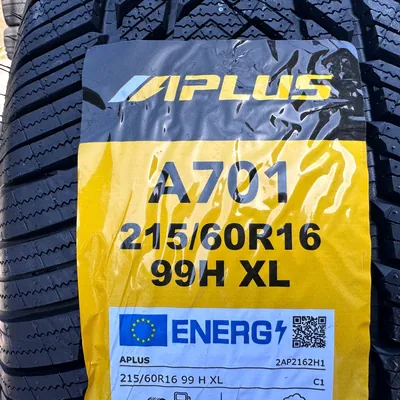 APLUS
A701
215/60R16
99H XL
ENERG
APLUS 2AP2162H1
215/60R16 99 H XL C1